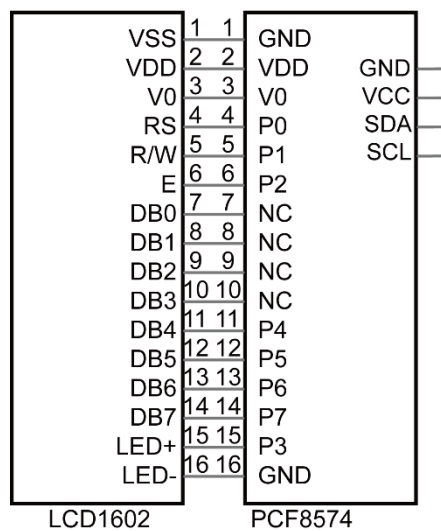 VSS 1 1 GND
VDD 2 2 VDD GND
V0 3 3 V0 VCC
RS 4 4 P0 SDA
R/W 5 5 P1 SCL
E 6 6 P2
DB0 7 7 NC
DB1 8 8 NC
DB2 9 9 NC
DB3 10 10 NC
DB4 11 11 P4
DB5 12 12 P5
DB6 13 13 P6
DB7 14 14 P7
LED+ 15 15 P3
LED- 16 16 GND
LCD1602 PCF8574